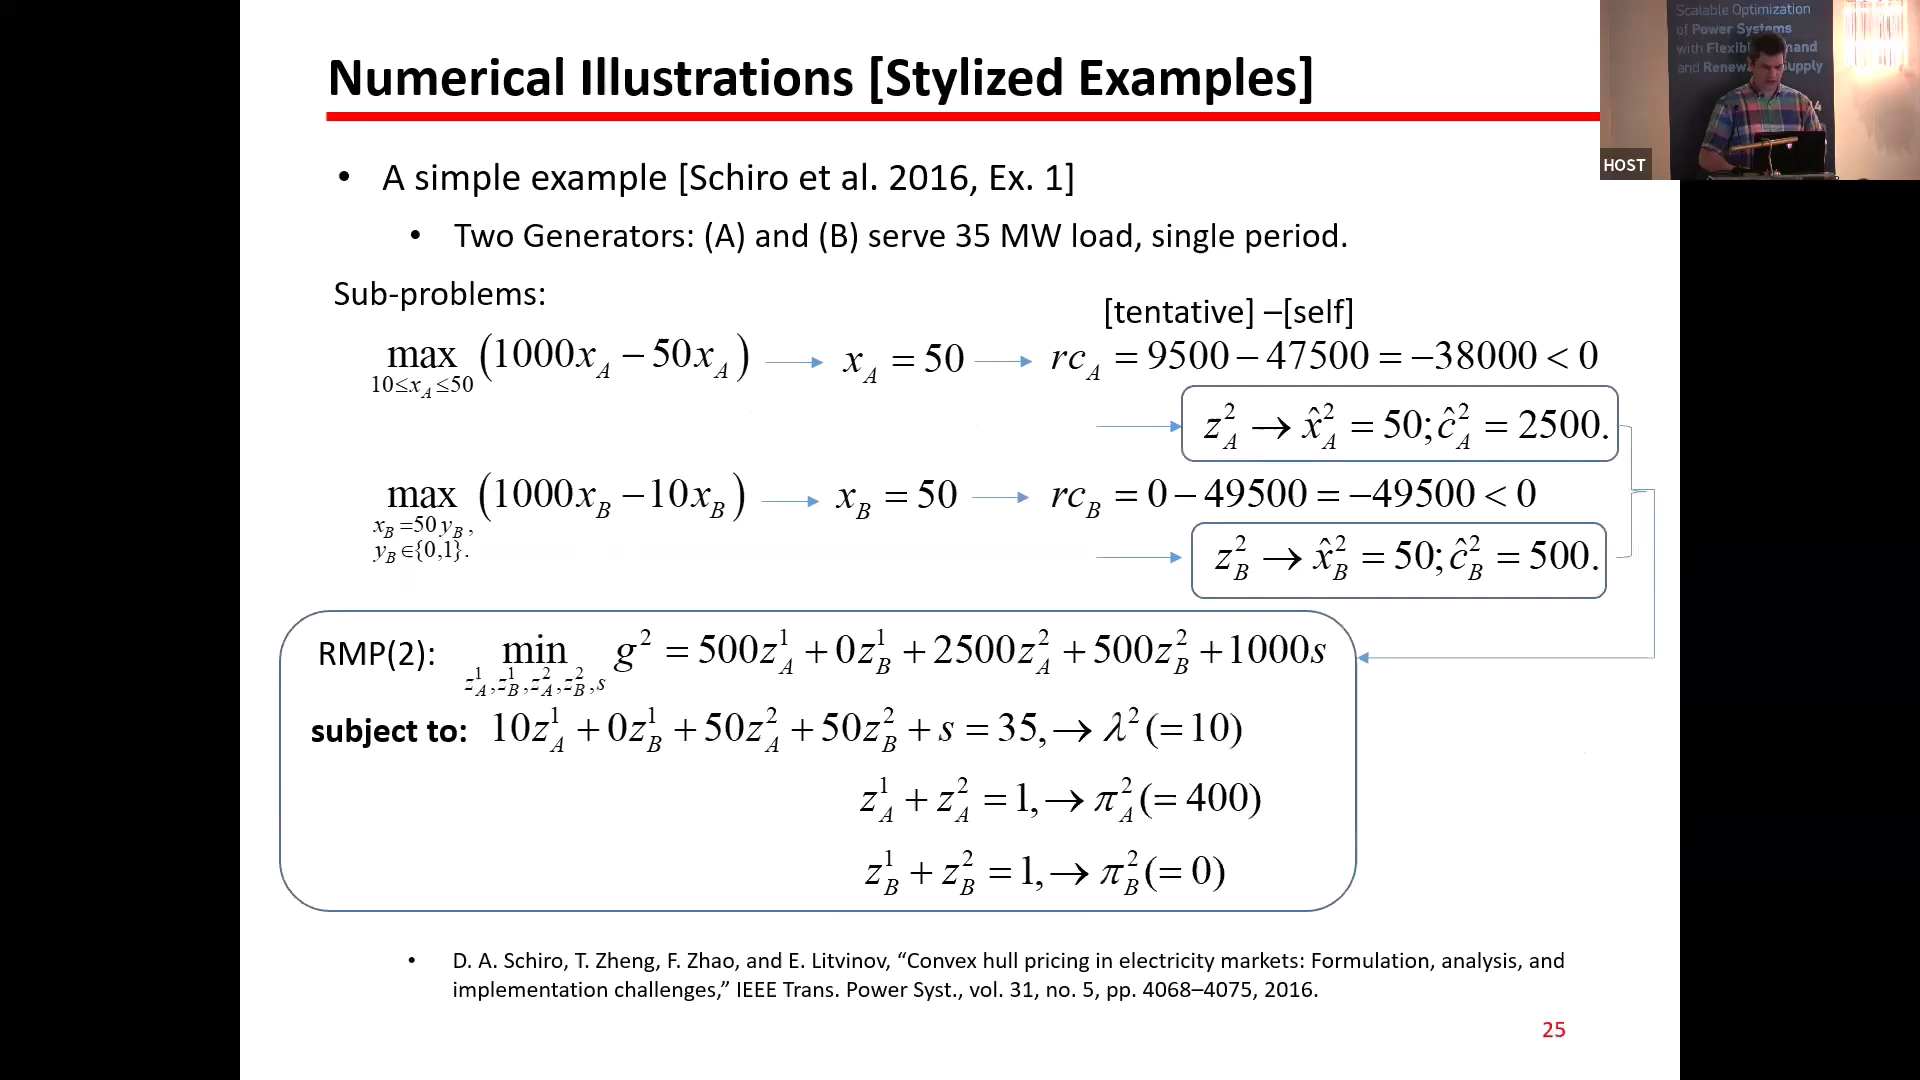 Numerical Illustrations [Stylized Examples]
Scalable Optimization
of Power Systems
with Flexible Demand
and Renewable Supply
HOST
• A simple example [Schiro et al. 2016, Ex. 1]
• Two Generators: (A) and (B) serve 35 MW load, single period.
Sub-problems:
[tentative] –[self]
max_{10≤x_A≤50} (1000x_A − 50x_A) → x_A = 50 → rc_A = 9500 − 47500 = −38000 < 0
→ z_A^2 → x̂_A^2 = 50; ĉ_A^2 = 2500.
max_{x_B=50y_B, y_B∈{0,1}.} (1000x_B − 10x_B) → x_B = 50 → rc_B = 0 − 49500 = −49500 < 0
→ z_B^2 → x̂_B^2 = 50; ĉ_B^2 = 500.
RMP(2): min_{z_A^1, z_B^1, z_A^2, z_B^2, s} g^2 = 500z_A^1 + 0z_B^1 + 2500z_A^2 + 500z_B^2 + 1000s
subject to: 10z_A^1 + 0z_B^1 + 50z_A^2 + 50z_B^2 + s = 35, → λ^2 (= 10)
z_A^1 + z_A^2 = 1, → π_A^2 (= 400)
z_B^1 + z_B^2 = 1, → π_B^2 (= 0)
• D. A. Schiro, T. Zheng, F. Zhao, and E. Litvinov, “Convex hull pricing in electricity markets: Formulation, analysis, and
implementation challenges,” IEEE Trans. Power Syst., vol. 31, no. 5, pp. 4068–4075, 2016.
25